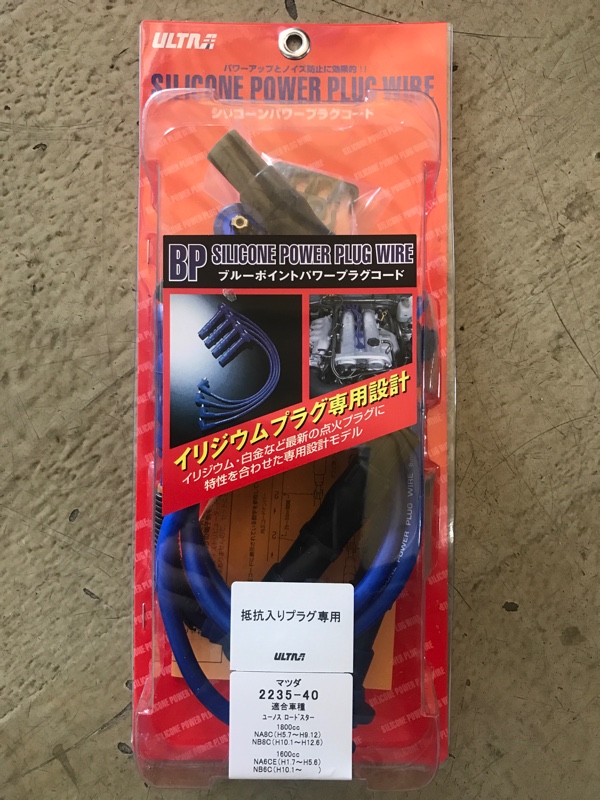 ULTRA
パワーアップとノイズ防止に効果的!!
SILICONE POWER PLUG WIRE
シリコーンパワープラグコード
BP SILICONE POWER PLUG WIRE
ブルーポイントパワープラグコード
イリジウムプラグ専用設計
イリジウム・白金など最新の点火プラグに
特性を合わせた専用設計モデル
POWER PLUG WIRE
抵抗入りプラグ専用
ULTRA
マツダ
2235-40
適合車種
ユーノス ロードスター
1800cc
NA8C(H5.7〜H9.12)
NB8C(H10.1〜H12.6)
1600cc
NA6CE(H1.7〜H5.6)
NB6C(H10.1〜 )